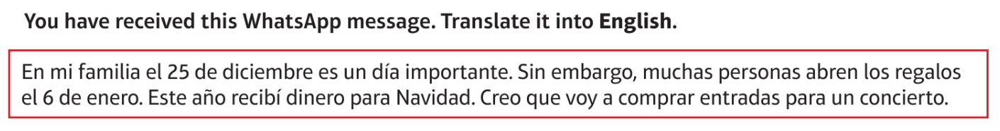 You have received this WhatsApp message. Translate it into English.
En mi familia el 25 de diciembre es un día importante. Sin embargo, muchas personas abren los regalos
el 6 de enero. Este año recibí dinero para Navidad. Creo que voy a comprar entradas para un concierto.